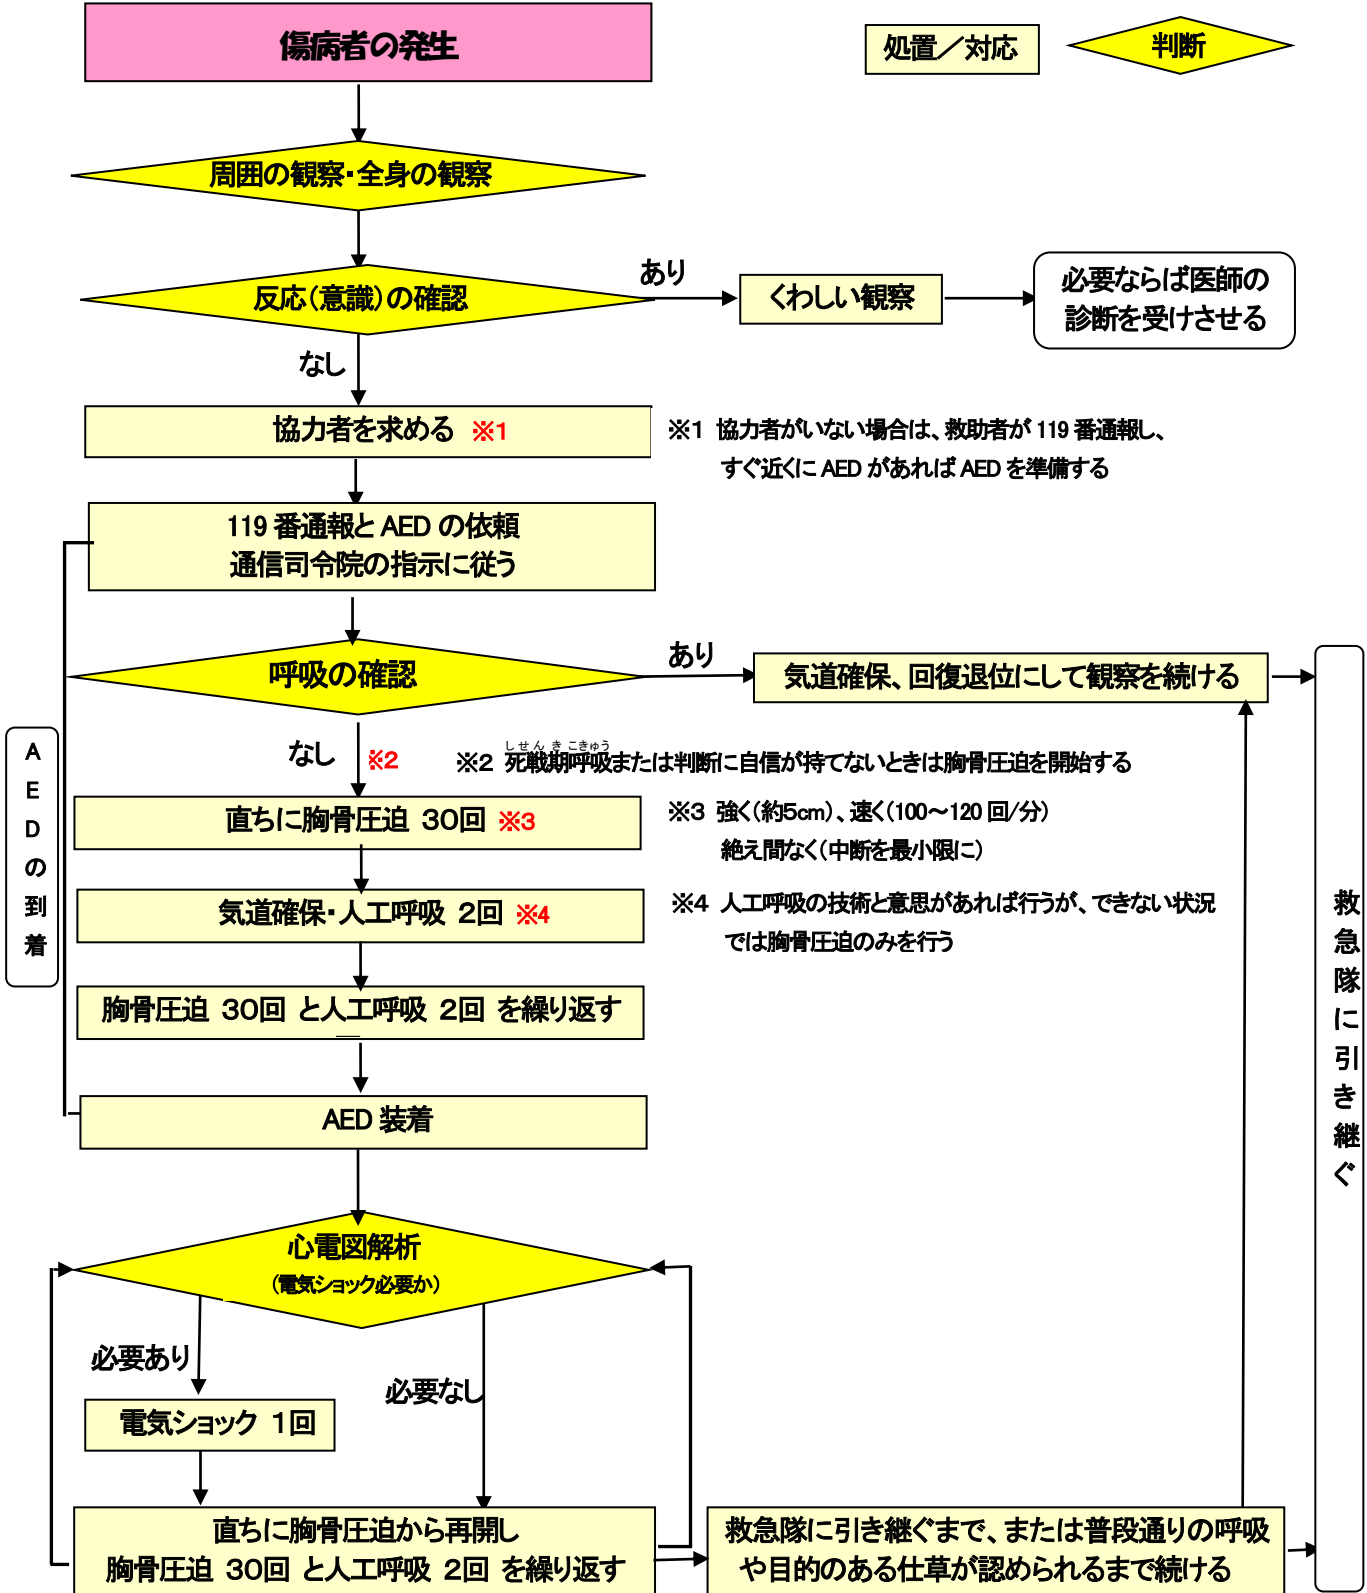 傷病者の発生
処置／対応
判断
周囲の観察・全身の観察
反応(意識)の確認
あり
くわしい観察
必要ならば医師の
診断を受けさせる
なし
協力者を求める ※1
※1 協力者がいない場合は、救助者が 119 番通報し、
すぐ近くに AED があれば AED を準備する
119 番通報と AED の依頼
通信司令院の指示に従う
呼吸の確認
あり
気道確保、回復退位にして観察を続ける
なし ※2
しせんきこきゅう
※2 死戦期呼吸または判断に自信が持てないときは胸骨圧迫を開始する
直ちに胸骨圧迫 30回 ※3
※3 強く(約5cm)、速く(100～120 回/分)
絶え間なく(中断を最小限に)
気道確保・人工呼吸 2回 ※4
※4 人工呼吸の技術と意思があれば行うが、できない状況
では胸骨圧迫のみを行う
胸骨圧迫 30回 と人工呼吸 2回 を繰り返す
AEDの到着
AED 装着
心電図解析
(電気ショック必要か)
必要あり
必要なし
電気ショック 1回
直ちに胸骨圧迫から再開し
胸骨圧迫 30回 と人工呼吸 2回 を繰り返す
救急隊に引き継ぐまで、または普段通りの呼吸
や目的のある仕草が認められるまで続ける
救急隊に引き継ぐ